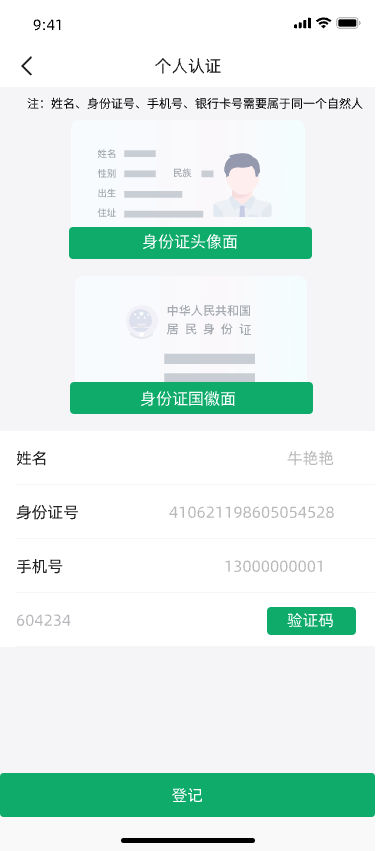 9:41
个人认证
注：姓名、身份证号、手机号、银行卡号需要属于同一个自然人
姓名
性别
民族
出生
住址
身份证头像面
中华人民共和国
居民身份证
身份证国徽面
姓名
牛艳艳
身份证号
410621198605054528
手机号
13000000001
604234
验证码
登记